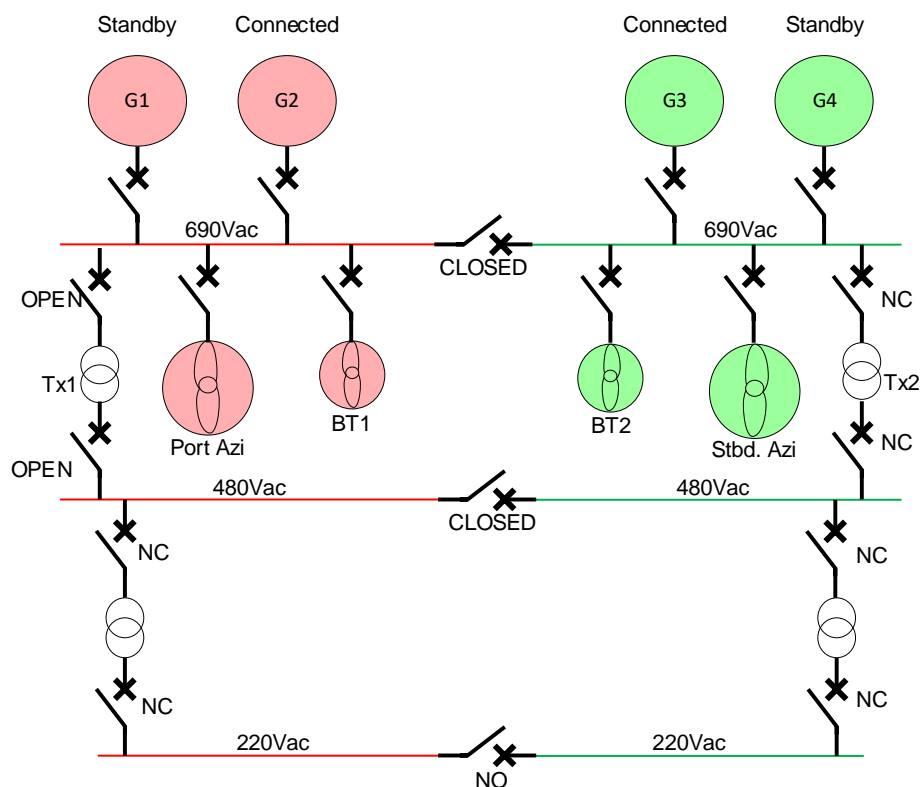 Standby
Connected
Connected
Standby
G1
G2
G3
G4
690Vac
690Vac
CLOSED
OPEN
NC
Tx1
Tx2
Port Azi
BT1
BT2
Stbd. Azi
OPEN
NC
480Vac
480Vac
CLOSED
NC
NC
NC
NC
220Vac
220Vac
NO